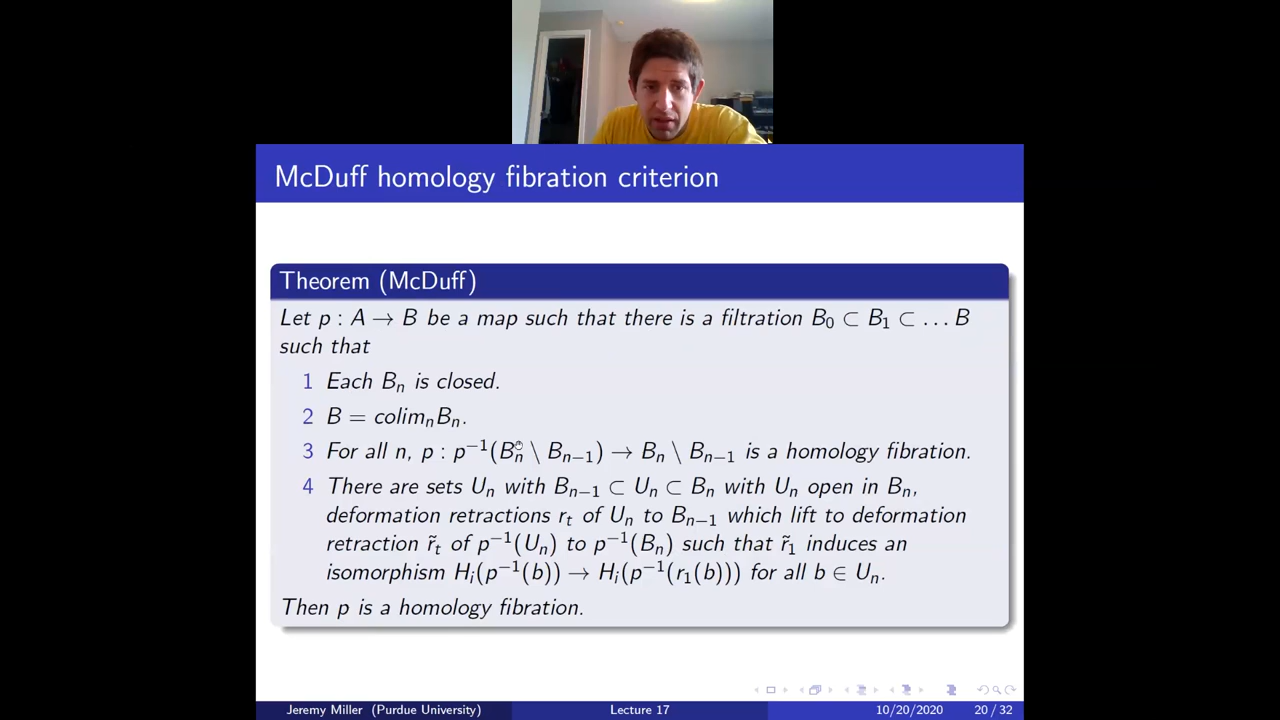 McDuff homology fibration criterion
Theorem (McDuff)
Let p : A → B be a map such that there is a filtration B₀ ⊂ B₁ ⊂ … B
such that
1 Each Bₙ is closed.
2 B = colimₙBₙ.
3 For all n, p : p⁻¹(Bₙ \ Bₙ₋₁) → Bₙ \ Bₙ₋₁ is a homology fibration.
4 There are sets Uₙ with Bₙ₋₁ ⊂ Uₙ ⊂ Bₙ with Uₙ open in Bₙ,
deformation retractions rₜ of Uₙ to Bₙ₋₁ which lift to deformation
retraction r̃ₜ of p⁻¹(Uₙ) to p⁻¹(Bₙ) such that r̃₁ induces an
isomorphism Hᵢ(p⁻¹(b)) → Hᵢ(p⁻¹(r₁(b))) for all b ∈ Uₙ.
Then p is a homology fibration.
Jeremy Miller (Purdue University) Lecture 17 10/20/2020 20 / 32